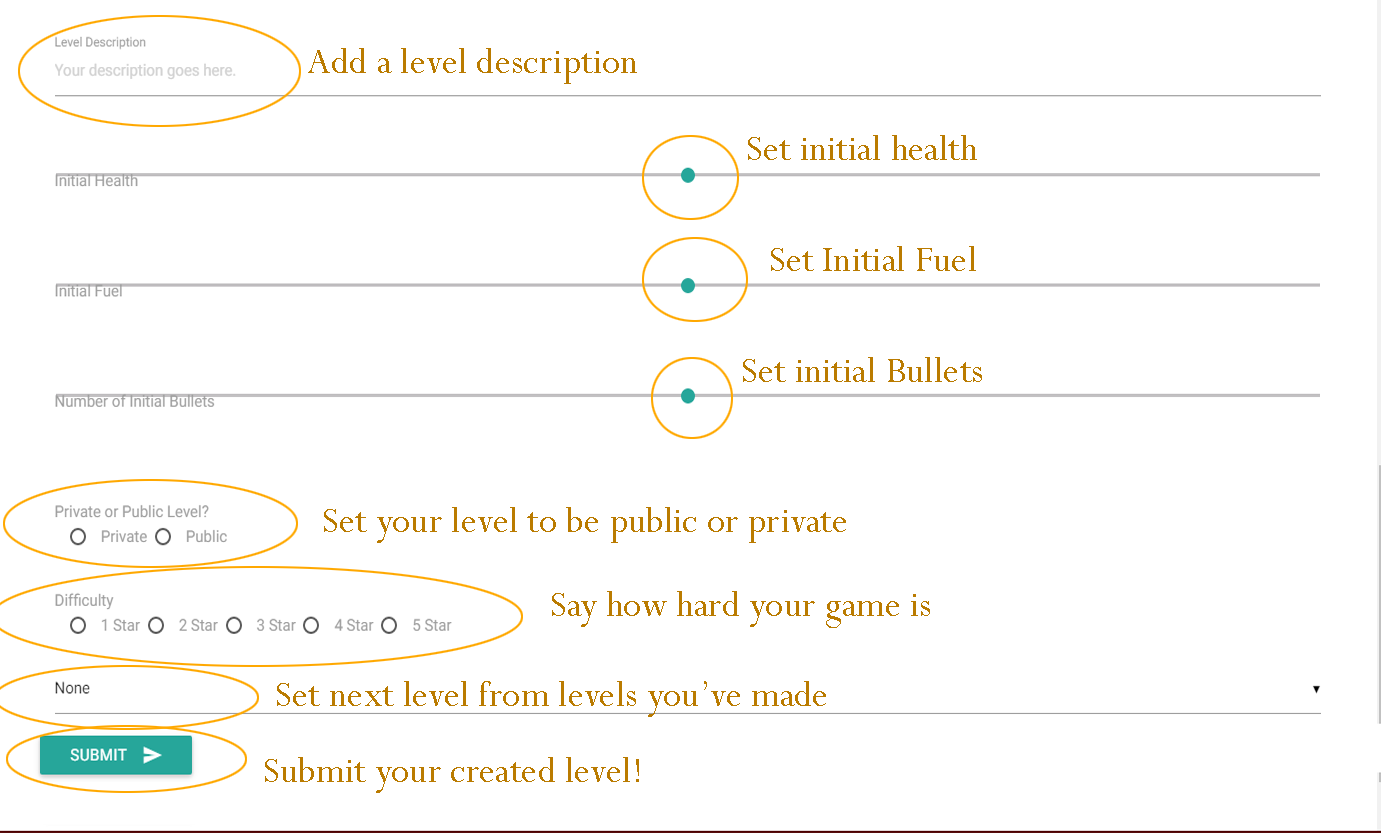 Level Description
Your description goes here.
Add a level description
Set initial health
Initial Health
Set Initial Fuel
Initial Fuel
Set initial Bullets
Number of Initial Bullets
Private or Public Level?
Private Public
Set your level to be public or private
Difficulty
1 Star 2 Star 3 Star 4 Star 5 Star
Say how hard your game is
None
Set next level from levels you've made
SUBMIT
Submit your created level!